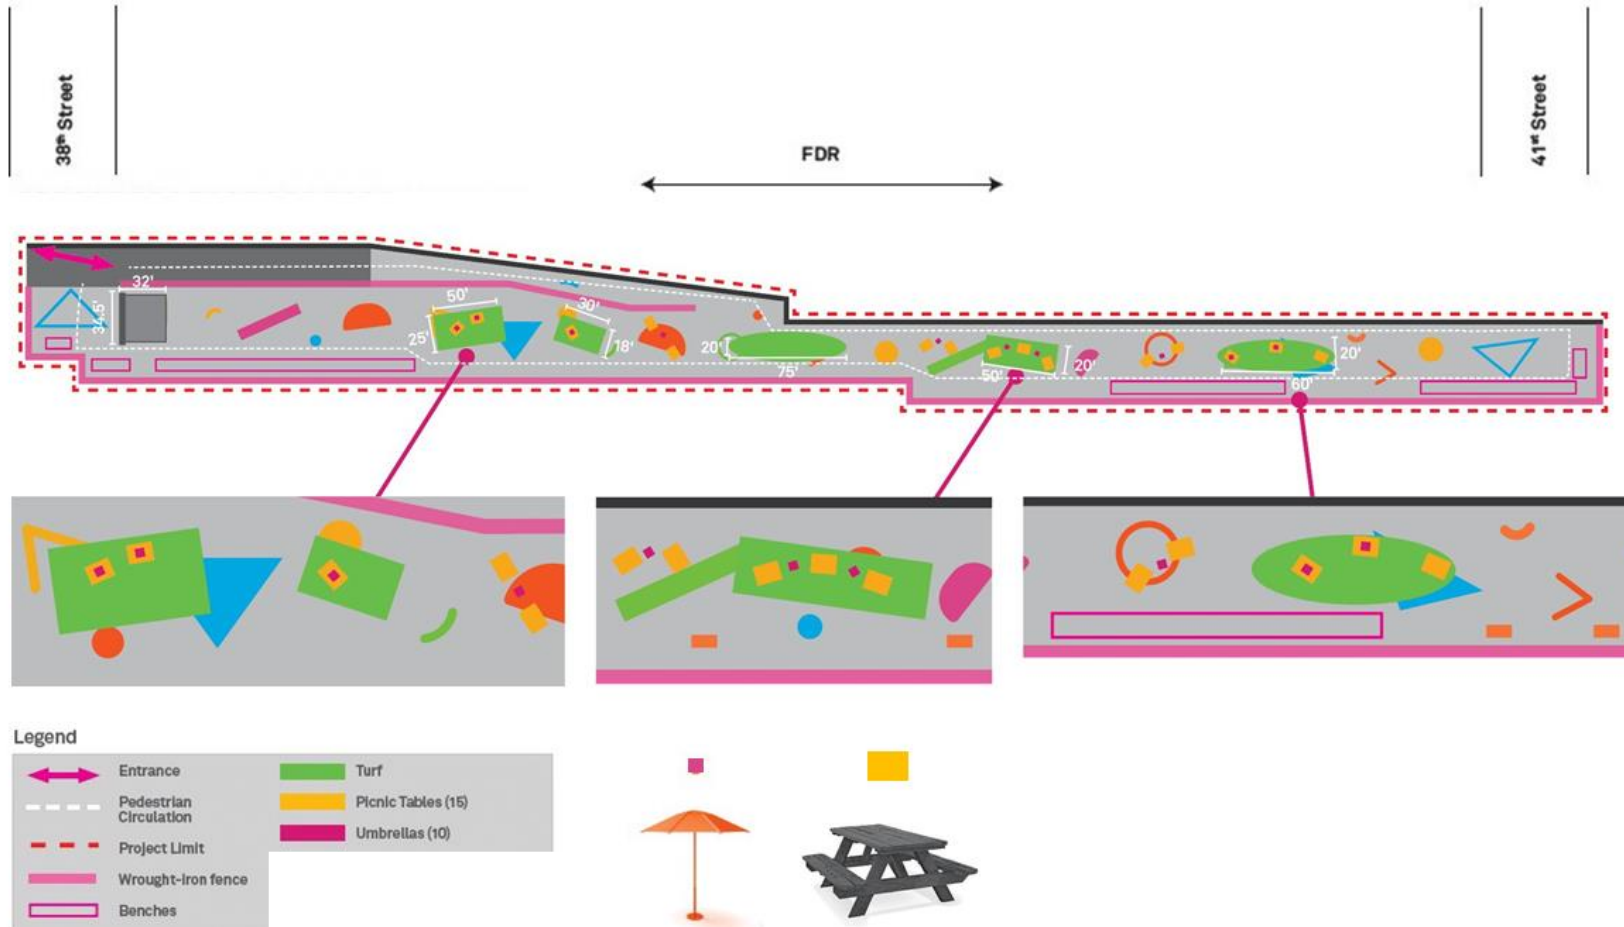 38th Street
FDR
41st Street
32'
34.5'
50'
25'
30'
18'
20'
75'
50'
20'
20'
60'
Legend
Entrance
Pedestrian
Circulation
Project Limit
Wrought-iron fence
Benches
Turf
Picnic Tables (15)
Umbrellas (10)